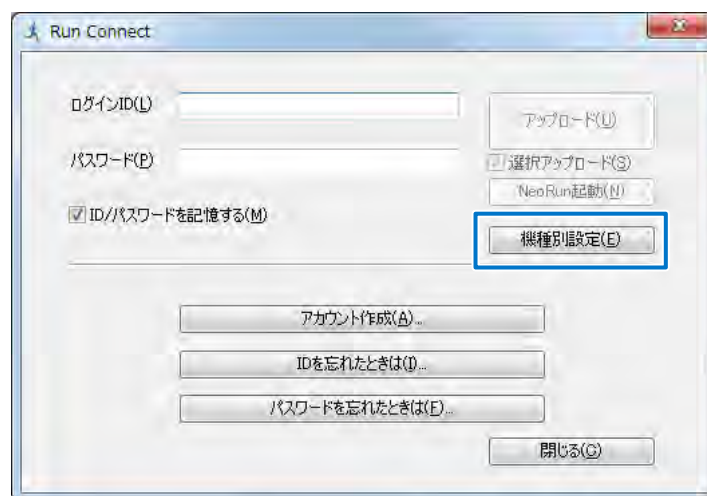 Run Connect
ログインID(L)
アップロード(U)
パスワード(P)
選択アップロード(S)
NeoRun起動(N)
ID/パスワードを記憶する(M)
機種別設定(E)
アカウント作成(A)...
IDを忘れたときは(I)...
パスワードを忘れたときは(F)...
閉じる(C)